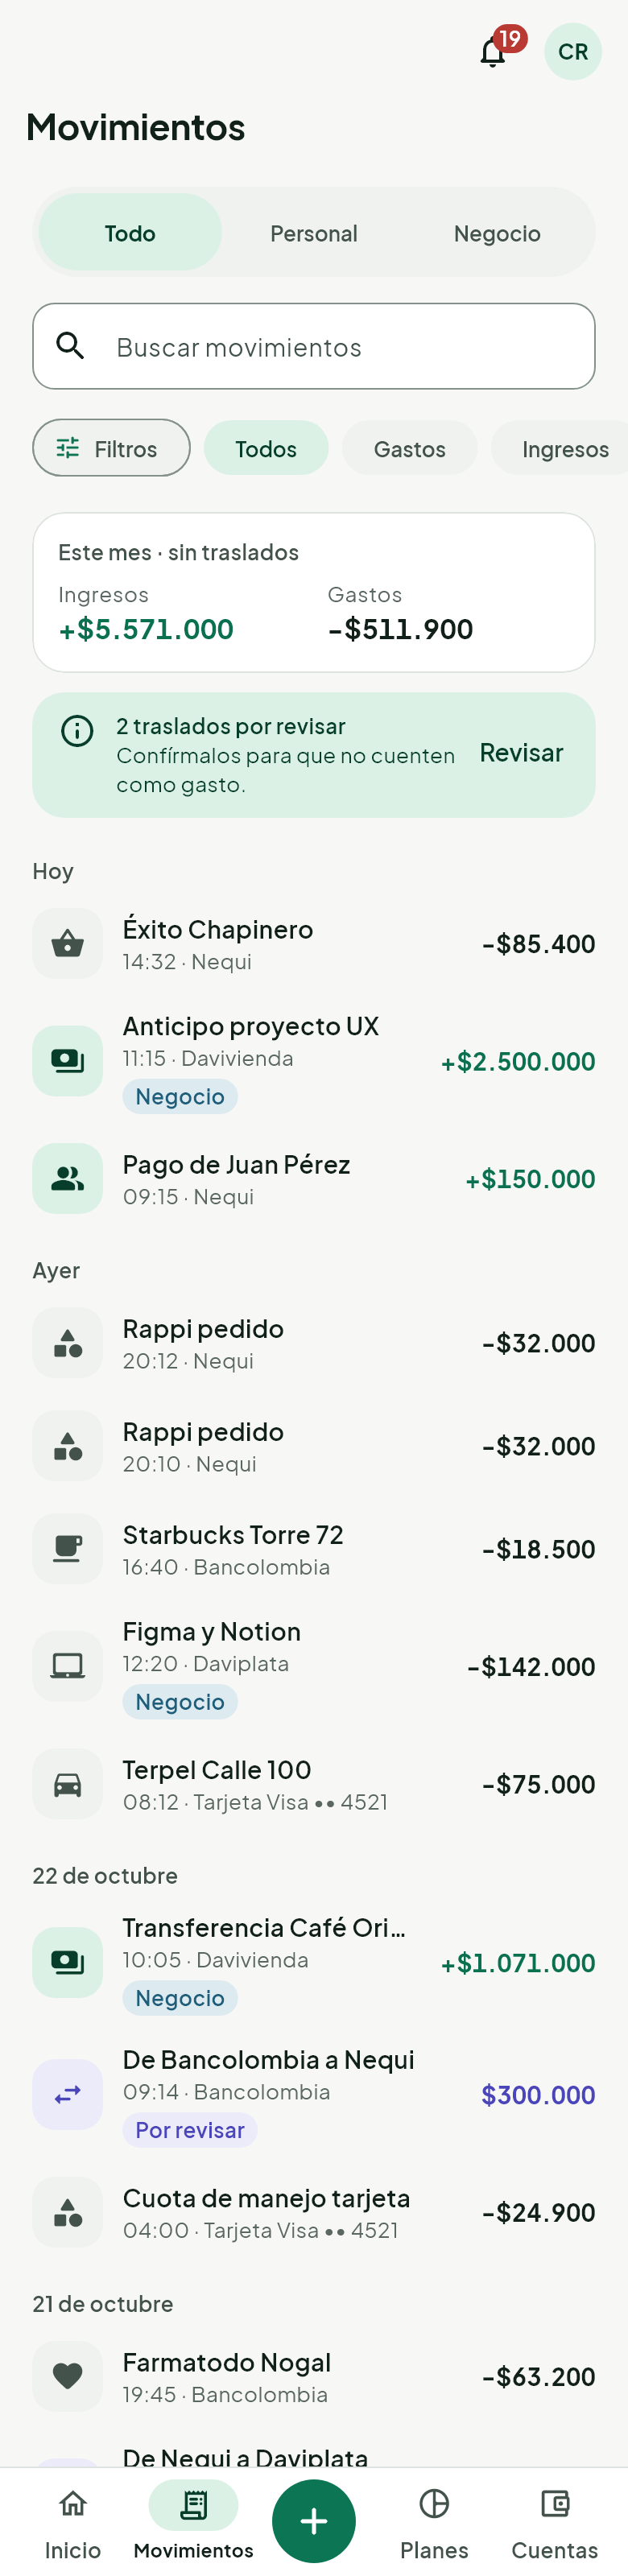 19
CR
Movimientos
Todo
Personal
Negocio
Buscar movimientos
Filtros
Todos
Gastos
Ingresos
Este mes · sin traslados
Ingresos
Gastos
+$5.571.000
-$511.900
2 traslados por revisar
Confírmalos para que no cuenten
como gasto.
Revisar
Hoy
Éxito Chapinero
14:32 · Nequi
-$85.400
Anticipo proyecto UX
11:15 · Davivienda
Negocio
+$2.500.000
Pago de Juan Pérez
09:15 · Nequi
+$150.000
Ayer
Rappi pedido
20:12 · Nequi
-$32.000
Rappi pedido
20:10 · Nequi
-$32.000
Starbucks Torre 72
16:40 · Bancolombia
-$18.500
Figma y Notion
12:20 · Daviplata
Negocio
-$142.000
Terpel Calle 100
08:12 · Tarjeta Visa •• 4521
-$75.000
22 de octubre
Transferencia Café Ori...
10:05 · Davivienda
Negocio
+$1.071.000
De Bancolombia a Nequi
09:14 · Bancolombia
Por revisar
$300.000
Cuota de manejo tarjeta
04:00 · Tarjeta Visa •• 4521
-$24.900
21 de octubre
Farmatodo Nogal
19:45 · Bancolombia
-$63.200
De Nequi a Daviplata
Inicio
Movimientos
Planes
Cuentas